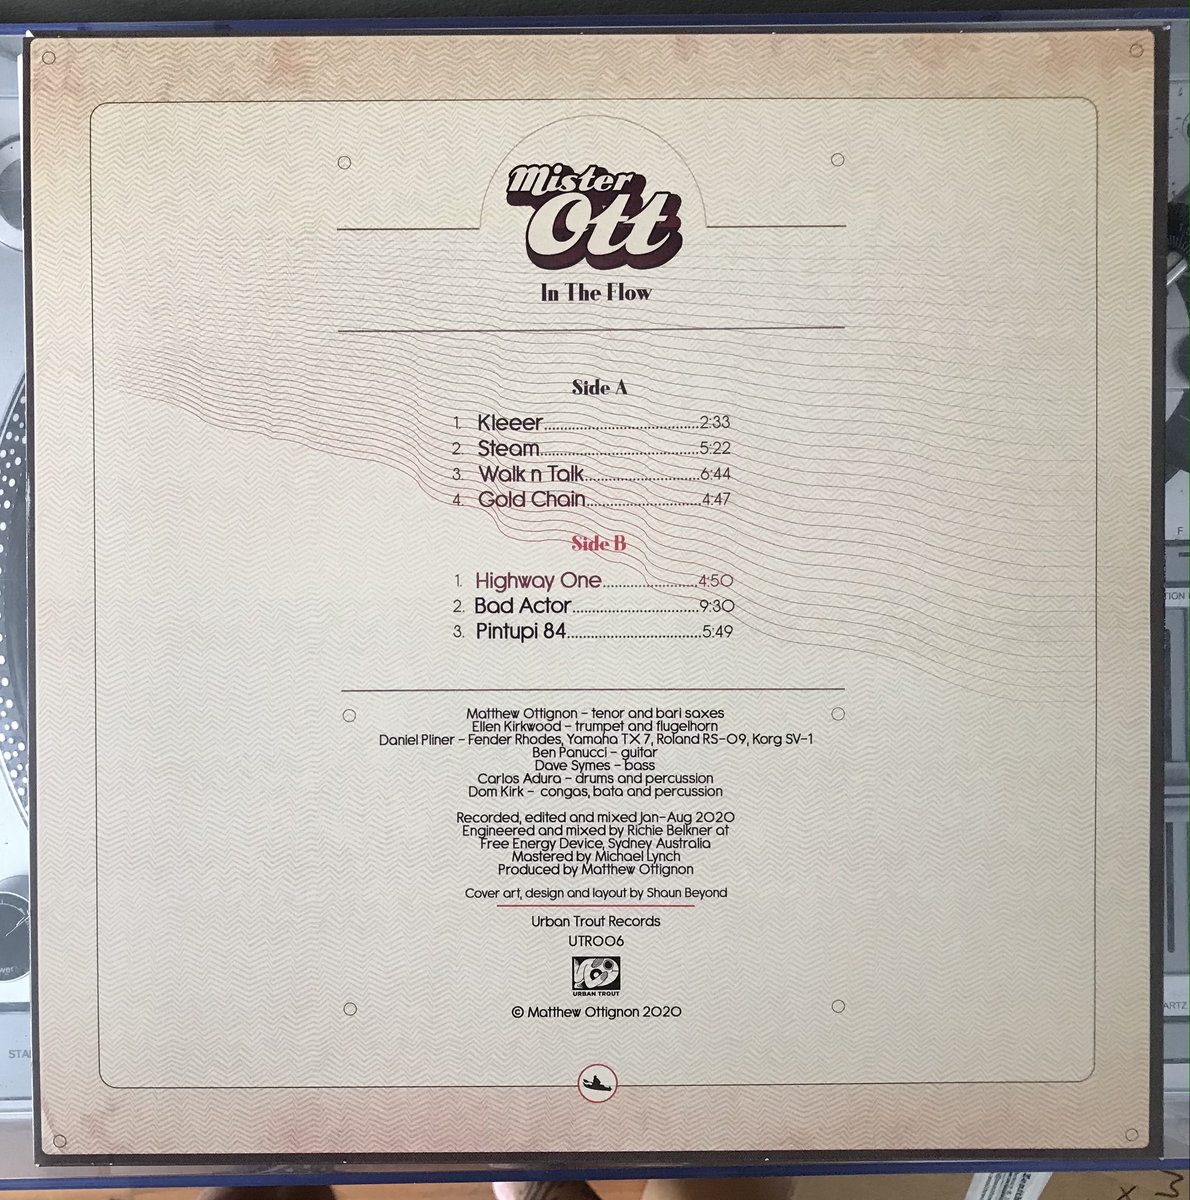 Mister
Ott
In The Flow
Side A
1. Kleeer.......................................2:33
2. Steam........................................5:22
3. Walk n Talk.............................6:44
4. Gold Chain.............................4:47
Side B
1. Highway One........................4:50
2. Bad Actor................................9:30
3. Pintupi 84..................................5:49
Matthew Ottignon - tenor and bari saxes
Ellen Kirkwood - trumpet and flugelhorn
Daniel Pliner - Fender Rhodes, Yamaha TX7, Roland RS-09, Korg SV-1
Ben Panucci - guitar
Dave Symes - bass
Carlos Adura - drums and percussion
Dom Kirk - congas, bata and percussion
Recorded, edited and mixed Jan-Aug 2020
Engineered and mixed by Richie Belkner at
Free Energy Device, Sydney Australia
Mastered by Michael Lynch
Produced by Matthew Ottignon
Cover art, design and layout by Shaun Beyond
Urban Trout Records
UTR006
URBAN TROUT
© Matthew Ottignon 2020